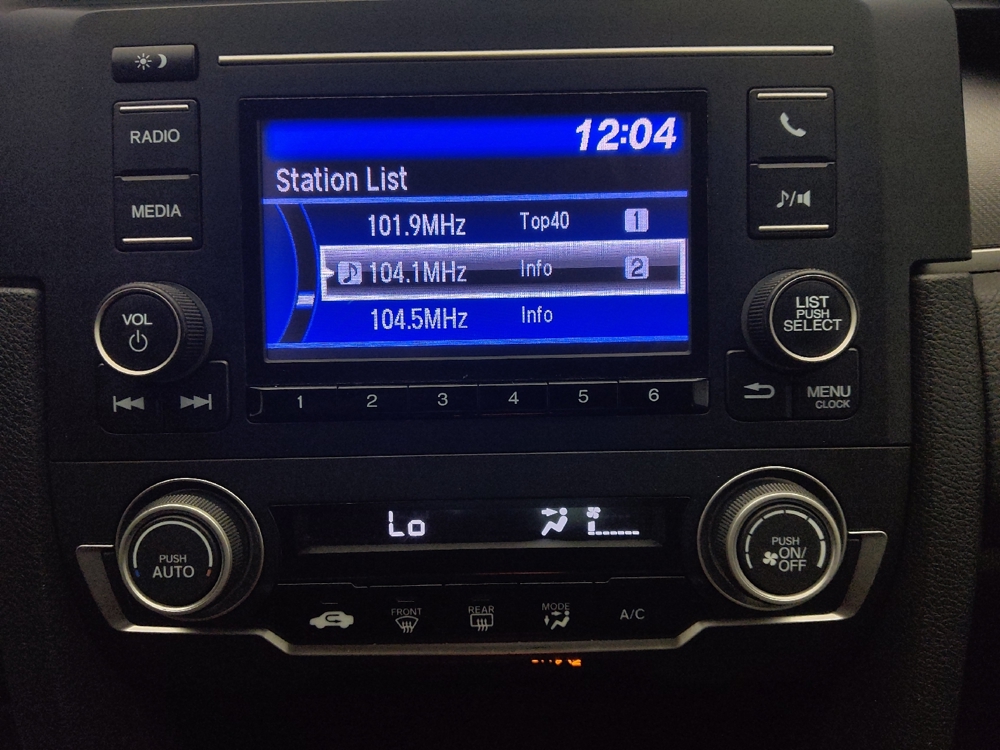 12:04
RADIO
Station List
MEDIA
101.9MHz Top40 1
104.1MHz Info 2
104.5MHz Info
VOL
LIST
PUSH
SELECT
1 2 3 4 5 6
MENU
CLOCK
Lo
PUSH
AUTO
PUSH
ON/
OFF
FRONT
REAR
MODE
A/C